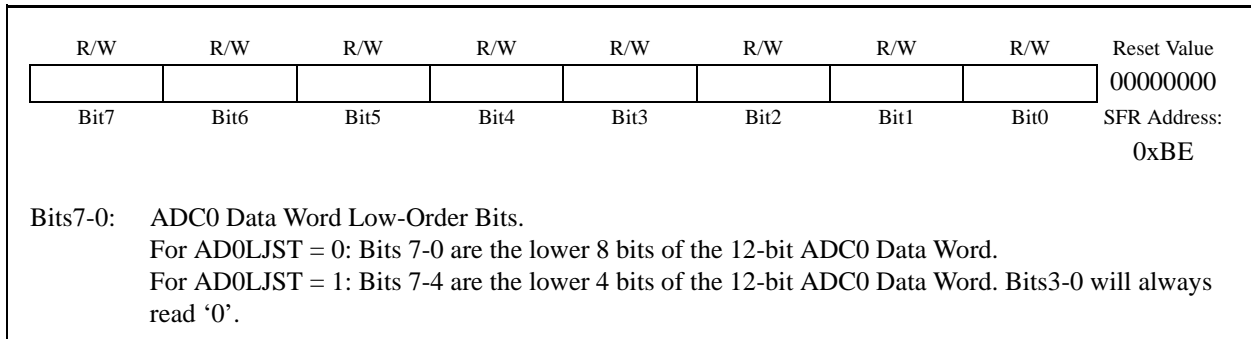 R/W R/W R/W R/W R/W R/W R/W R/W Reset Value
00000000
Bit7 Bit6 Bit5 Bit4 Bit3 Bit2 Bit1 Bit0 SFR Address:
0xBE
Bits7-0: ADC0 Data Word Low-Order Bits.
For AD0LJST = 0: Bits 7-0 are the lower 8 bits of the 12-bit ADC0 Data Word.
For AD0LJST = 1: Bits 7-4 are the lower 4 bits of the 12-bit ADC0 Data Word. Bits3-0 will always
read ‘0’.